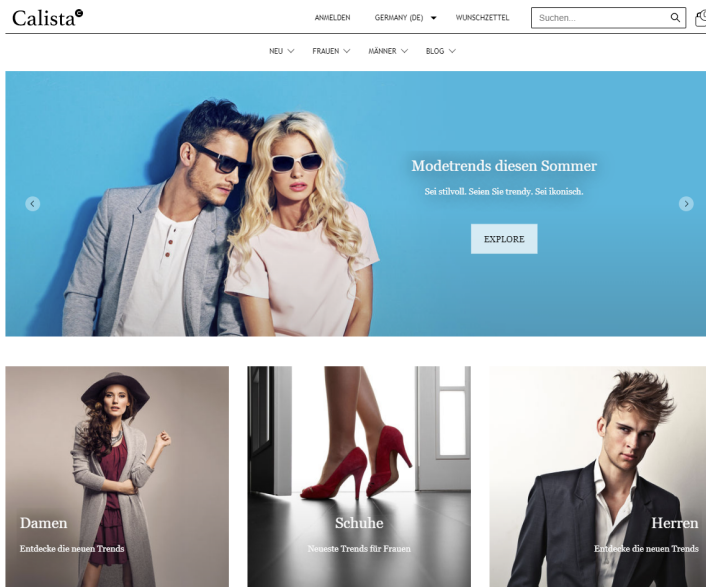 Calista
ANMELDEN
GERMANY (DE)
WUNSCHZETTEL
Suchen...
NEU
FRAUEN
MÄNNER
BLOG
Modetrends diesen Sommer
Sei stilvoll. Seien Sie trendy. Sei ikonisch.
EXPLORE
Damen
Entdecke die neuen Trends
Schuhe
Neueste Trends für Frauen
Herren
Entdecke die neuen Trends